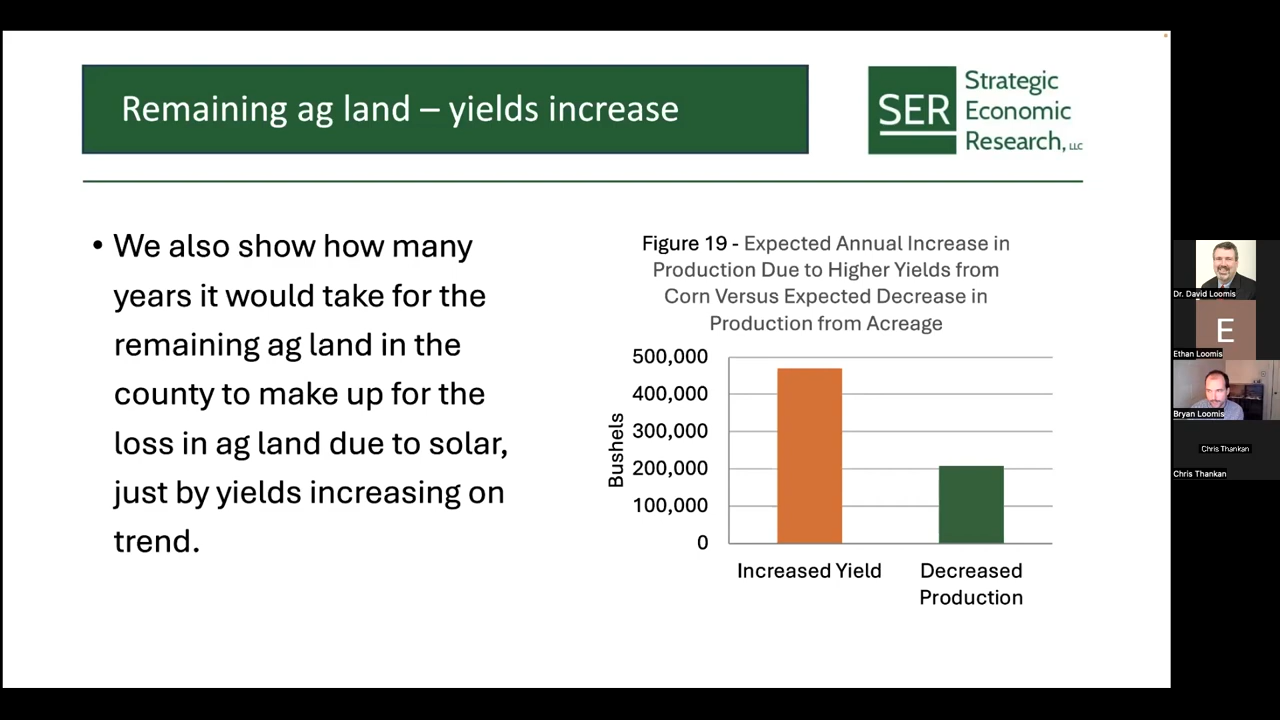 Remaining ag land – yields increase
SER
Strategic
Economic
Research, LLC
• We also show how many
years it would take for the
remaining ag land in the
county to make up for the
loss in ag land due to solar,
just by yields increasing on
trend.
Figure 19 - Expected Annual Increase in
Production Due to Higher Yields from
Corn Versus Expected Decrease in
Production from Acreage
Bushels
500,000
400,000
300,000
200,000
100,000
0
Increased Yield
Decreased
Production
Dr. David Loomis
E
Ethan Loomis
Bryan Loomis
Chris Thankan
Chris Thankan